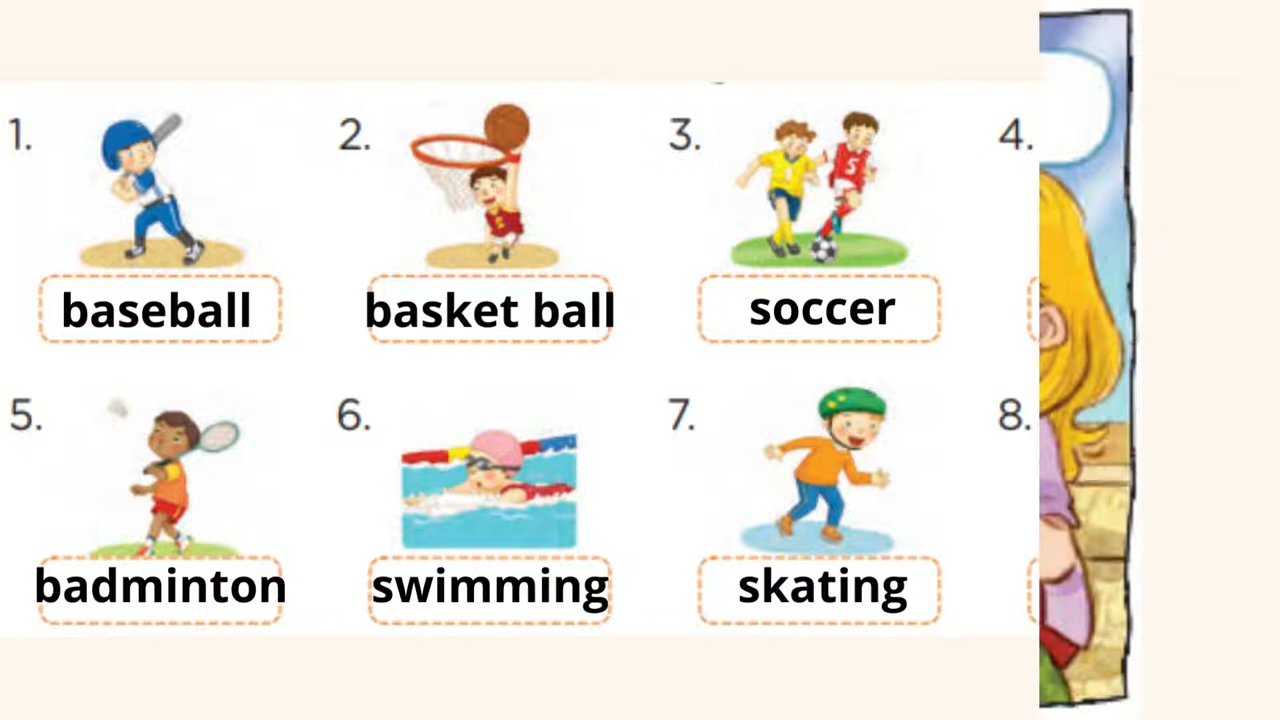 1. 2. 3. 4.
baseball basket ball soccer
5. 6. 7. 8.
badminton swimming skating